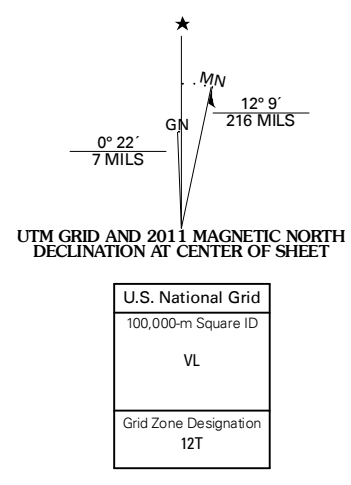 ★
MN
12° 9´
216 MILS
GN
0° 22´
7 MILS
UTM GRID AND 2011 MAGNETIC NORTH
DECLINATION AT CENTER OF SHEET
U.S. National Grid
100,000-m Square ID
VL
Grid Zone Designation
12T